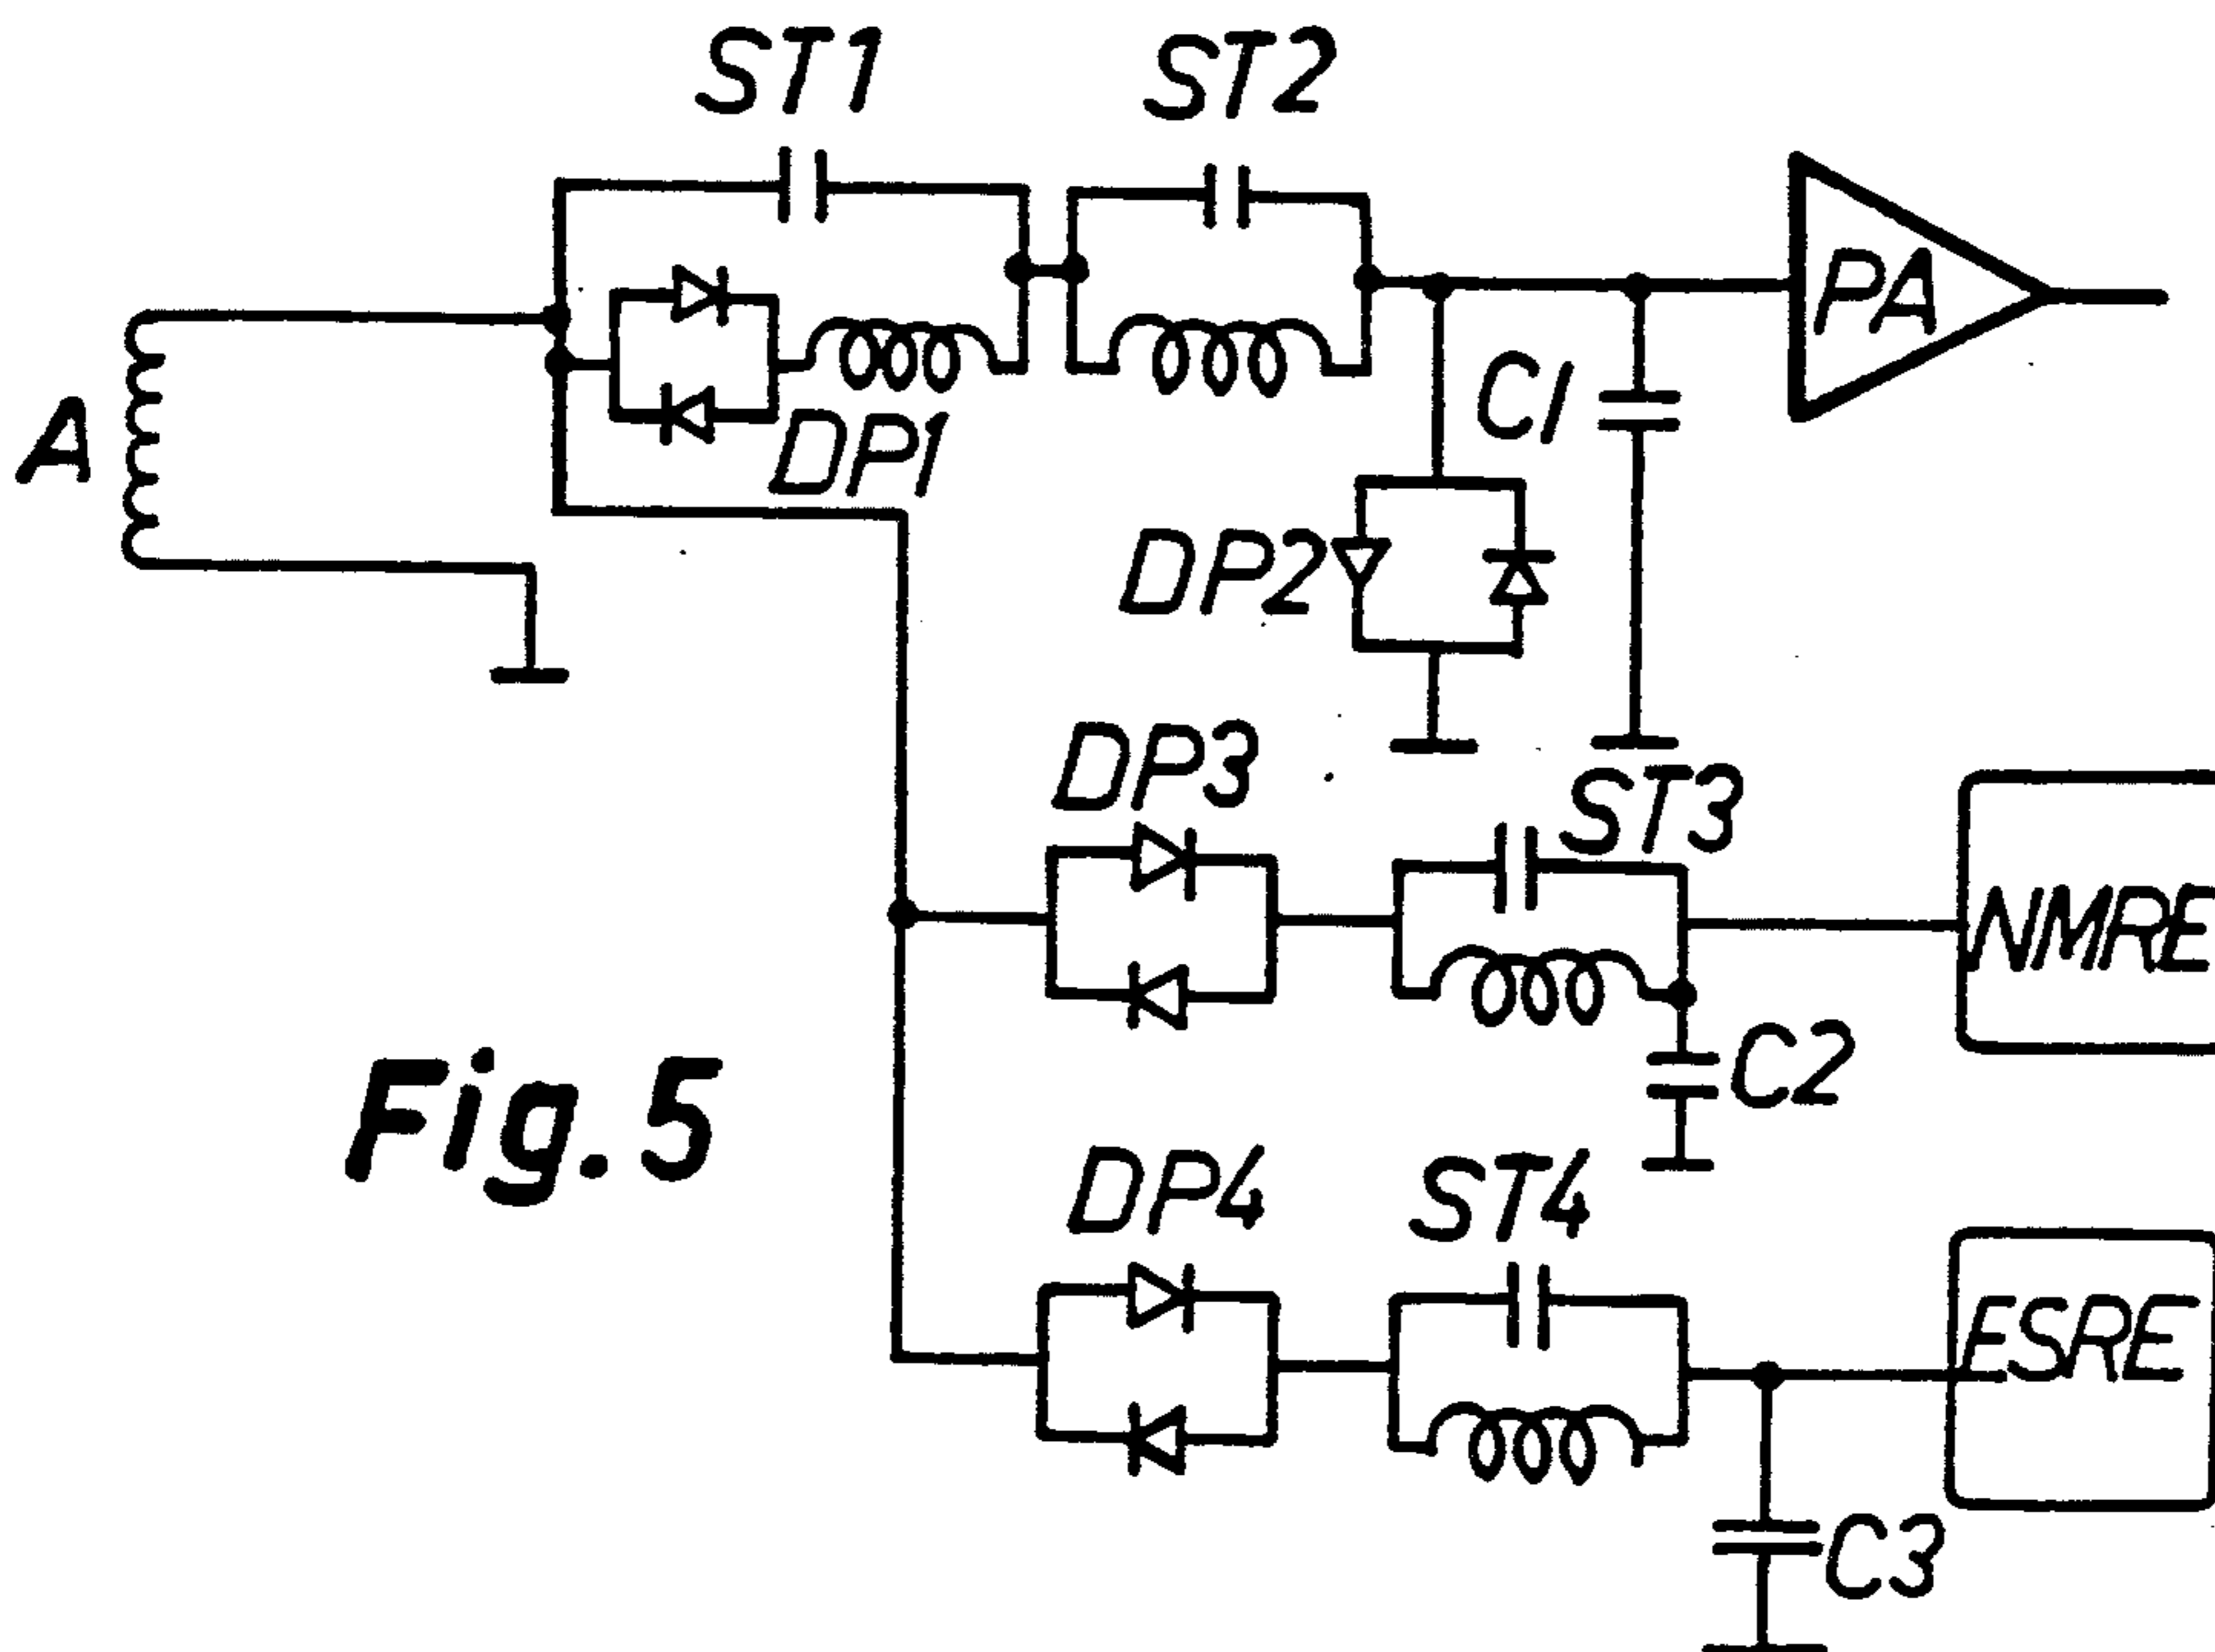 ST1
ST2
PA
A
C1
DP1
DP2
DP3
ST3
NMRE
C2
Fig.5
DP4
ST4
ESRE
C3